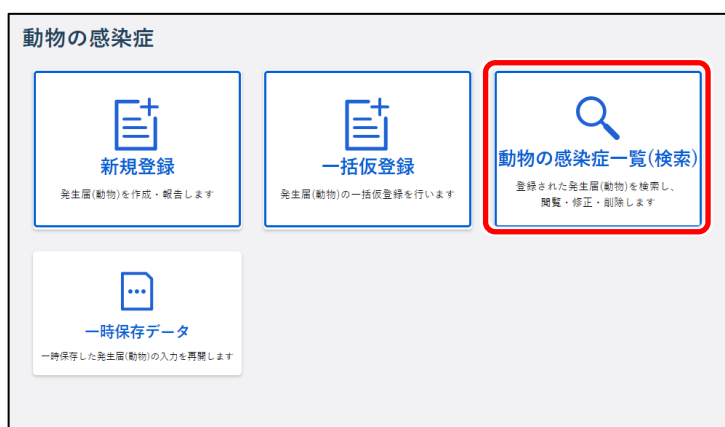 動物の感染症
新規登録
発生届(動物)を作成・報告します
一括仮登録
発生届(動物)の一括仮登録を行います
動物の感染症一覧(検索)
登録された発生届(動物)を検索し、
閲覧・修正・削除します
一時保存データ
一時保存した発生届(動物)の入力を再開します